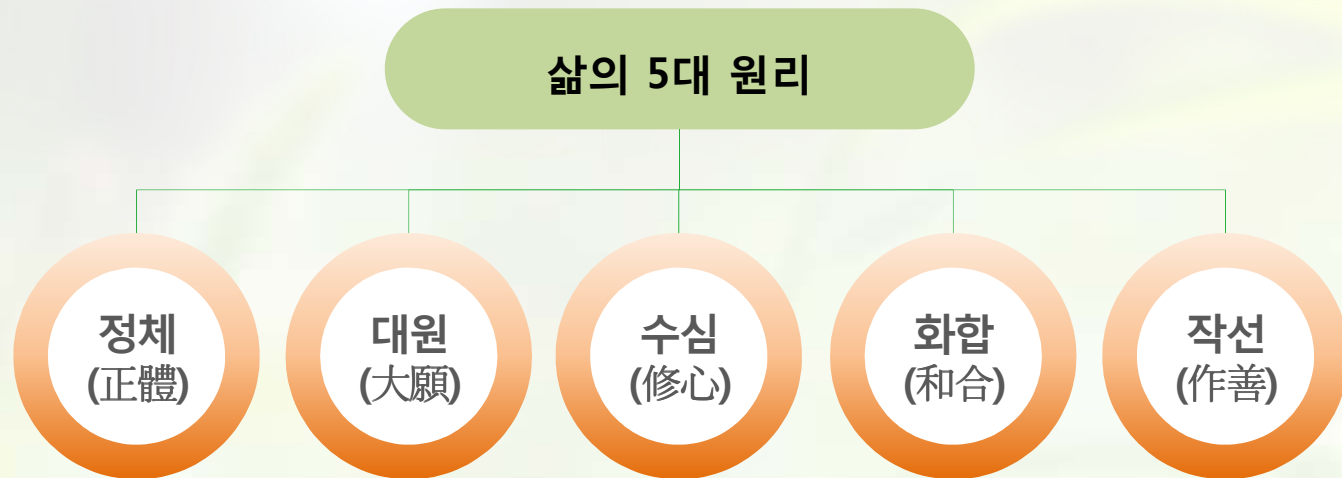 삶의 5대 원리
정체
(正體)
대원
(大願)
수심
(修心)
화합
(和合)
작선
(作善)